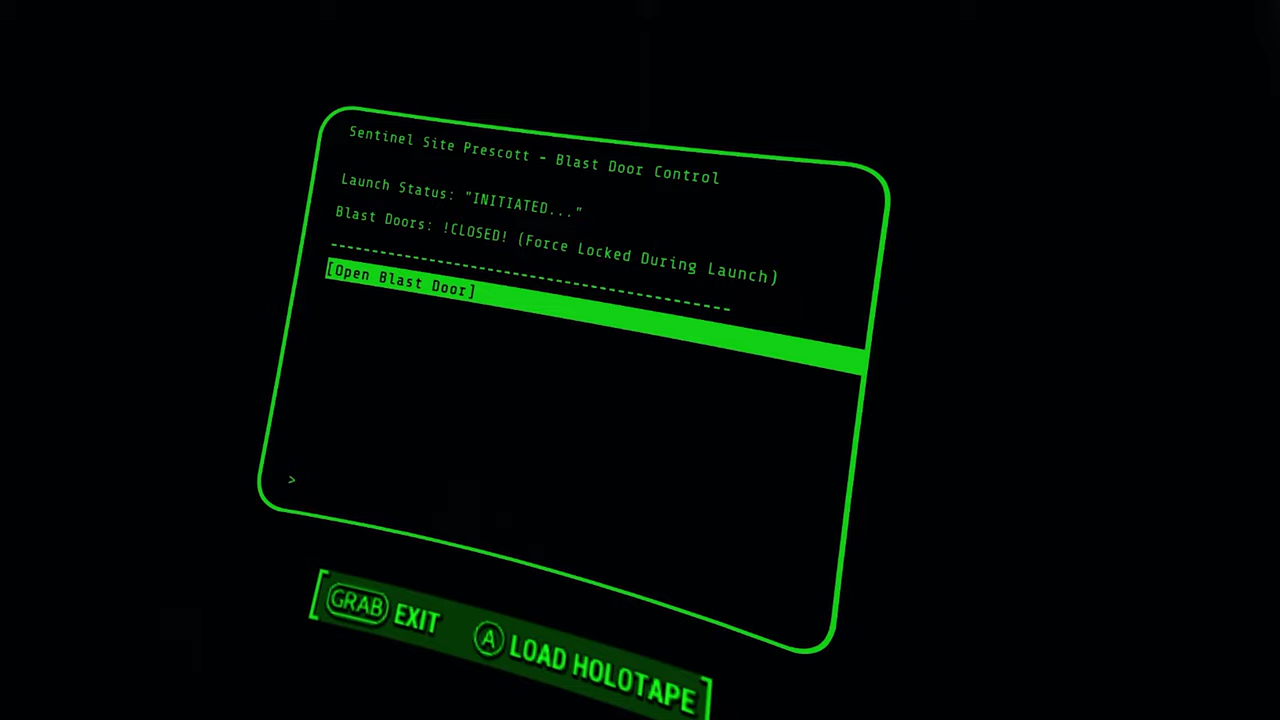 Sentinel Site Prescott - Blast Door Control
Launch Status: "INITIATED..."
Blast Doors: !CLOSED! (Force Locked During Launch)
--------------------------------------------------
[Open Blast Door]
>
GRAB EXIT A LOAD HOLOTAPE